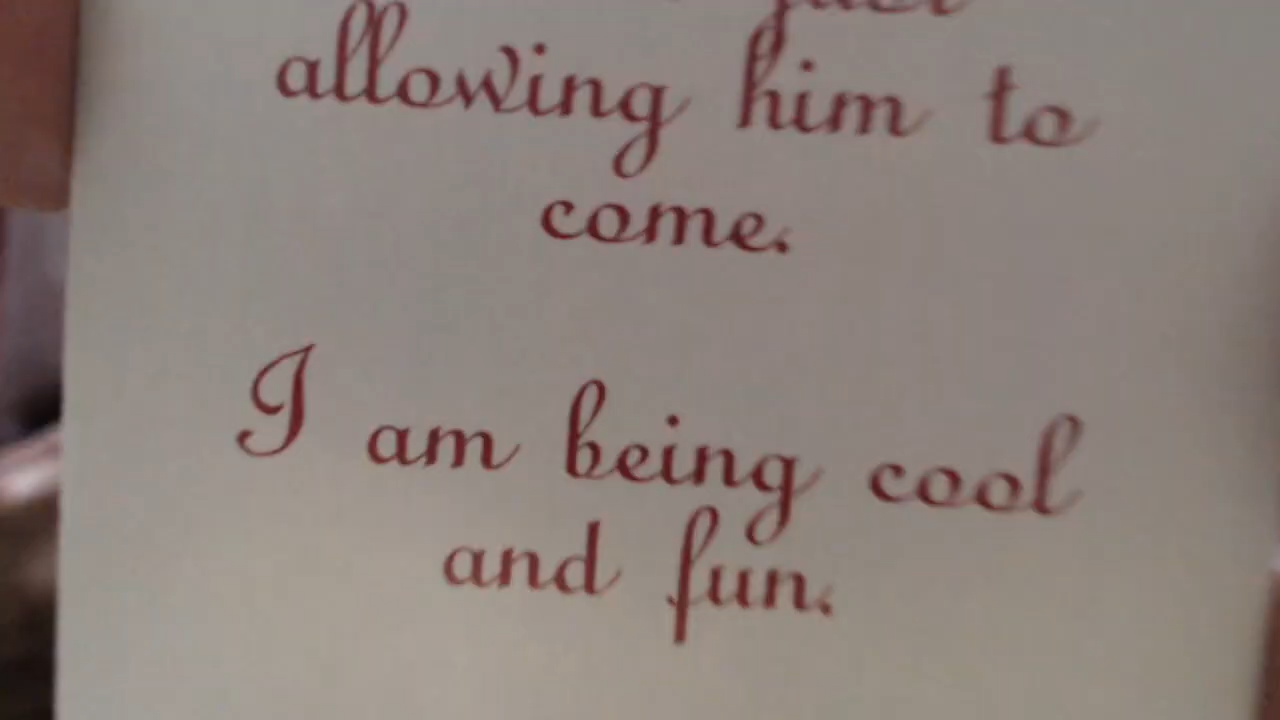 allowing him to
come.
I am being cool
and fun.